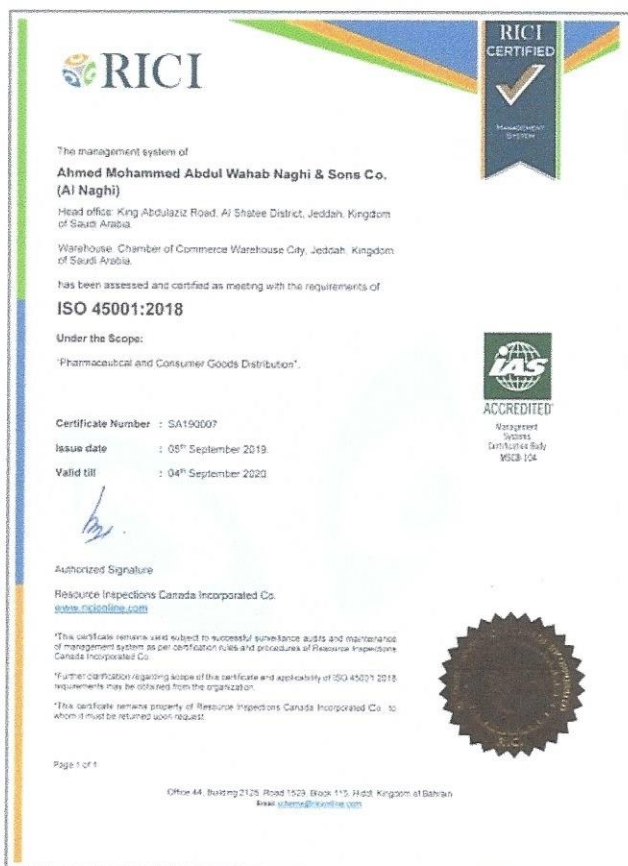 RICI
RICI
CERTIFIED
MANAGEMENT
SYSTEM
The management system of
Ahmed Mohammed Abdul Wahab Naghi & Sons Co.
(Al Naghi)
Head office: King Abdulaziz Road, Al Shatee District, Jeddah, Kingdom
of Saudi Arabia.
Warehouse: Chamber of Commerce Warehouse City, Jeddah, Kingdom
of Saudi Arabia.
has been assessed and certified as meeting with the requirements of
ISO 45001:2018
Under the Scope:
"Pharmaceutical and Consumer Goods Distribution".
IAS
ACCREDITED
Management
Systems
Certification Body
MSCB-104
Certificate Number : SA190007
Issue date : 05th September 2019
Valid till : 04th September 2020
Authorized Signature
Resource Inspections Canada Incorporated Co.
www.ricionline.com
*This certificate remains valid subject to successful surveillance audits and maintenance
of management system as per certification rules and procedures of Resource Inspections
Canada Incorporated Co.
*Further clarification regarding scope of this certificate and applicability of ISO 45001:2018
requirements may be obtained from the organization.
*This certificate remains property of Resource Inspections Canada Incorporated Co., to
whom it must be returned upon request.
RICI
Page 1 of 1
Office 44, Building 2125, Road 1529, Block 115, Hidd, Kingdom of Bahrain
Email: scheme@ricionline.com